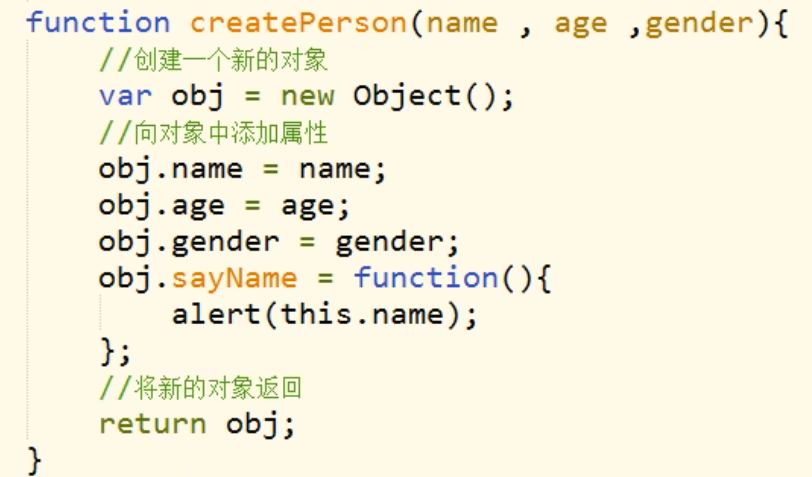 function createPerson(name , age ,gender){
//创建一个新的对象
var obj = new Object();
//向对象中添加属性
obj.name = name;
obj.age = age;
obj.gender = gender;
obj.sayName = function(){
alert(this.name);
};
//将新的对象返回
return obj;
}